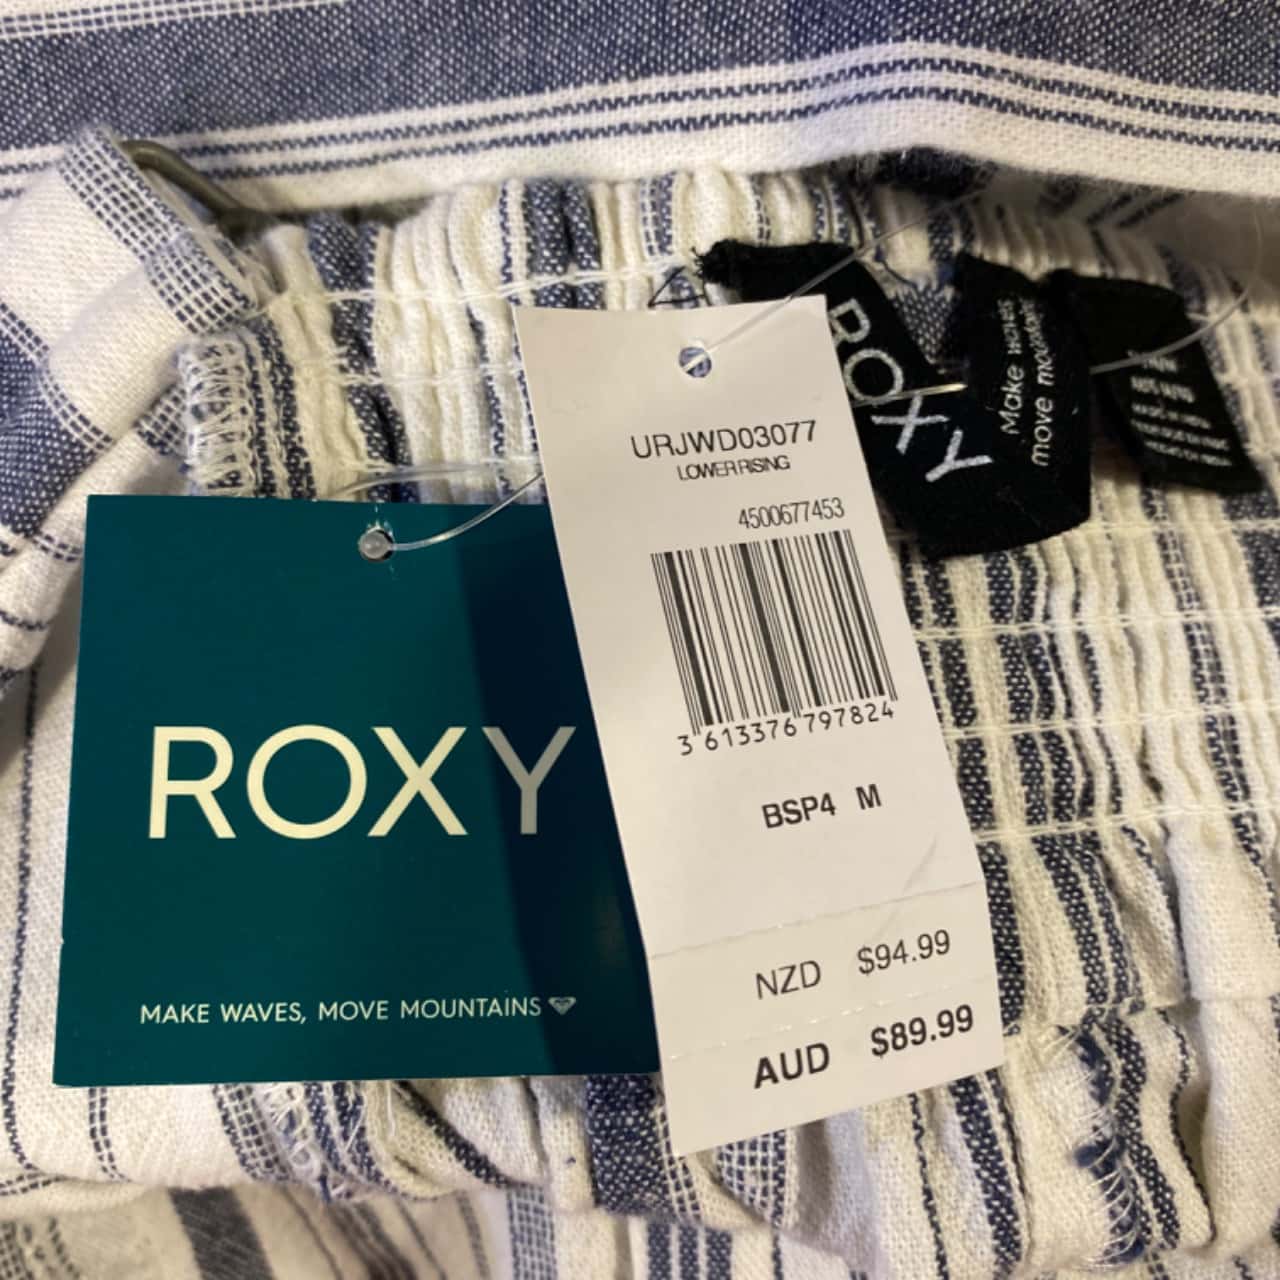 URJWD03077
LOWER RISING
4500677453
3 613376 797824
BSP4 M
NZD $94.99
AUD $89.99
ROXY
MAKE WAVES, MOVE MOUNTAINS
ROXY
Make waves
move mountains